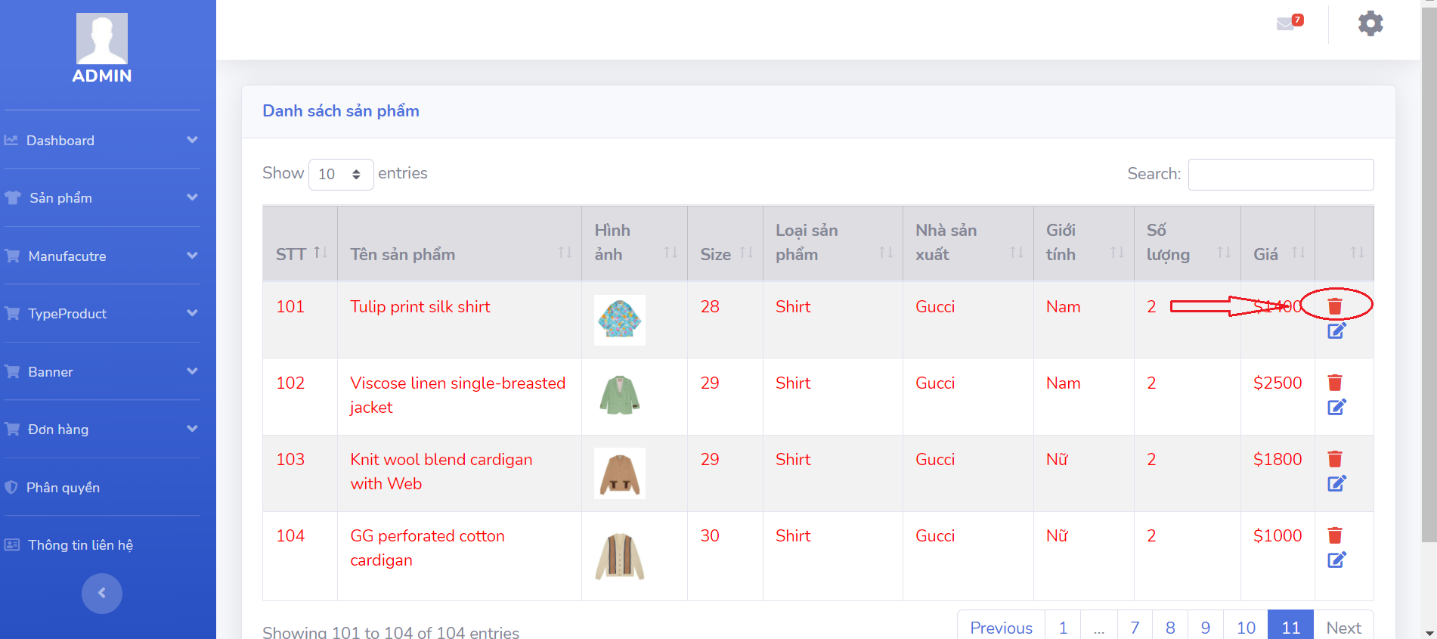 7
ADMIN
Dashboard
Sản phẩm
Manufacutre
TypeProduct
Banner
Đơn hàng
Phân quyền
Thông tin liên hệ
Danh sách sản phẩm
Show 10 entries
Search:
STT Tên sản phẩm Hình ảnh Size Loại sản phẩm Nhà sản xuất Giới tính Số lượng Giá
101 Tulip print silk shirt 28 Shirt Gucci Nam 2 $1400
102 Viscose linen single-breasted jacket 29 Shirt Gucci Nam 2 $2500
103 Knit wool blend cardigan with Web 29 Shirt Gucci Nữ 2 $1800
104 GG perforated cotton cardigan 30 Shirt Gucci Nữ 2 $1000
Showing 101 to 104 of 104 entries
Previous 1 ... 7 8 9 10 11 Next